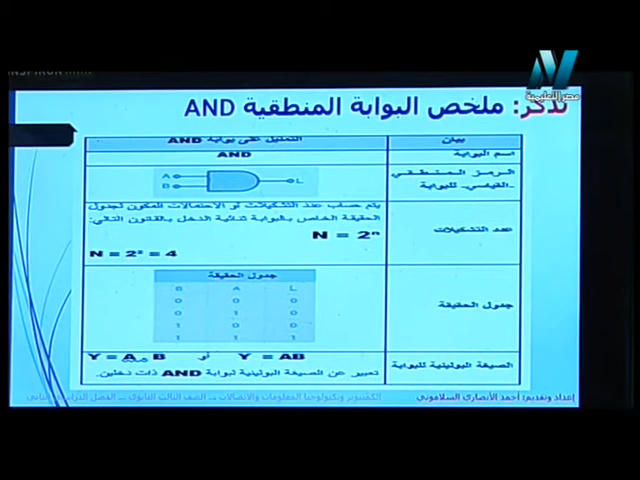 مصر التعليمية
تذكر: ملخص البوابة المنطقية AND
بيان
التمثيل على بوابة AND
اسم البوابة
AND
الرمز المنطقي
القياسي للبوابة
A
B
L
عدد التشكيلات
يتم حساب عدد التشكيلات او الاحتمالات المكون لجدول
الحقيقة الخاص بالبوابة ثنائية الدخل بالقانون التالي:
N = 2ⁿ
N = 2² = 4
جدول الحقيقة
جدول الحقيقة
B A L
0 0 0
0 1 0
1 0 0
1 1 1
الصيغة البولينية للبوابة
Y = AB او Y = A B
تعبير عن الصيغة البولينية لبوابة AND ذات دخلين.
إعداد وتقديم: أحمد الأنصاري السلاموني
الكمبيوتر وتكنولوجيا المعلومات والاتصالات – الصف الثالث الثانوي – الفصل الدراسي الثاني